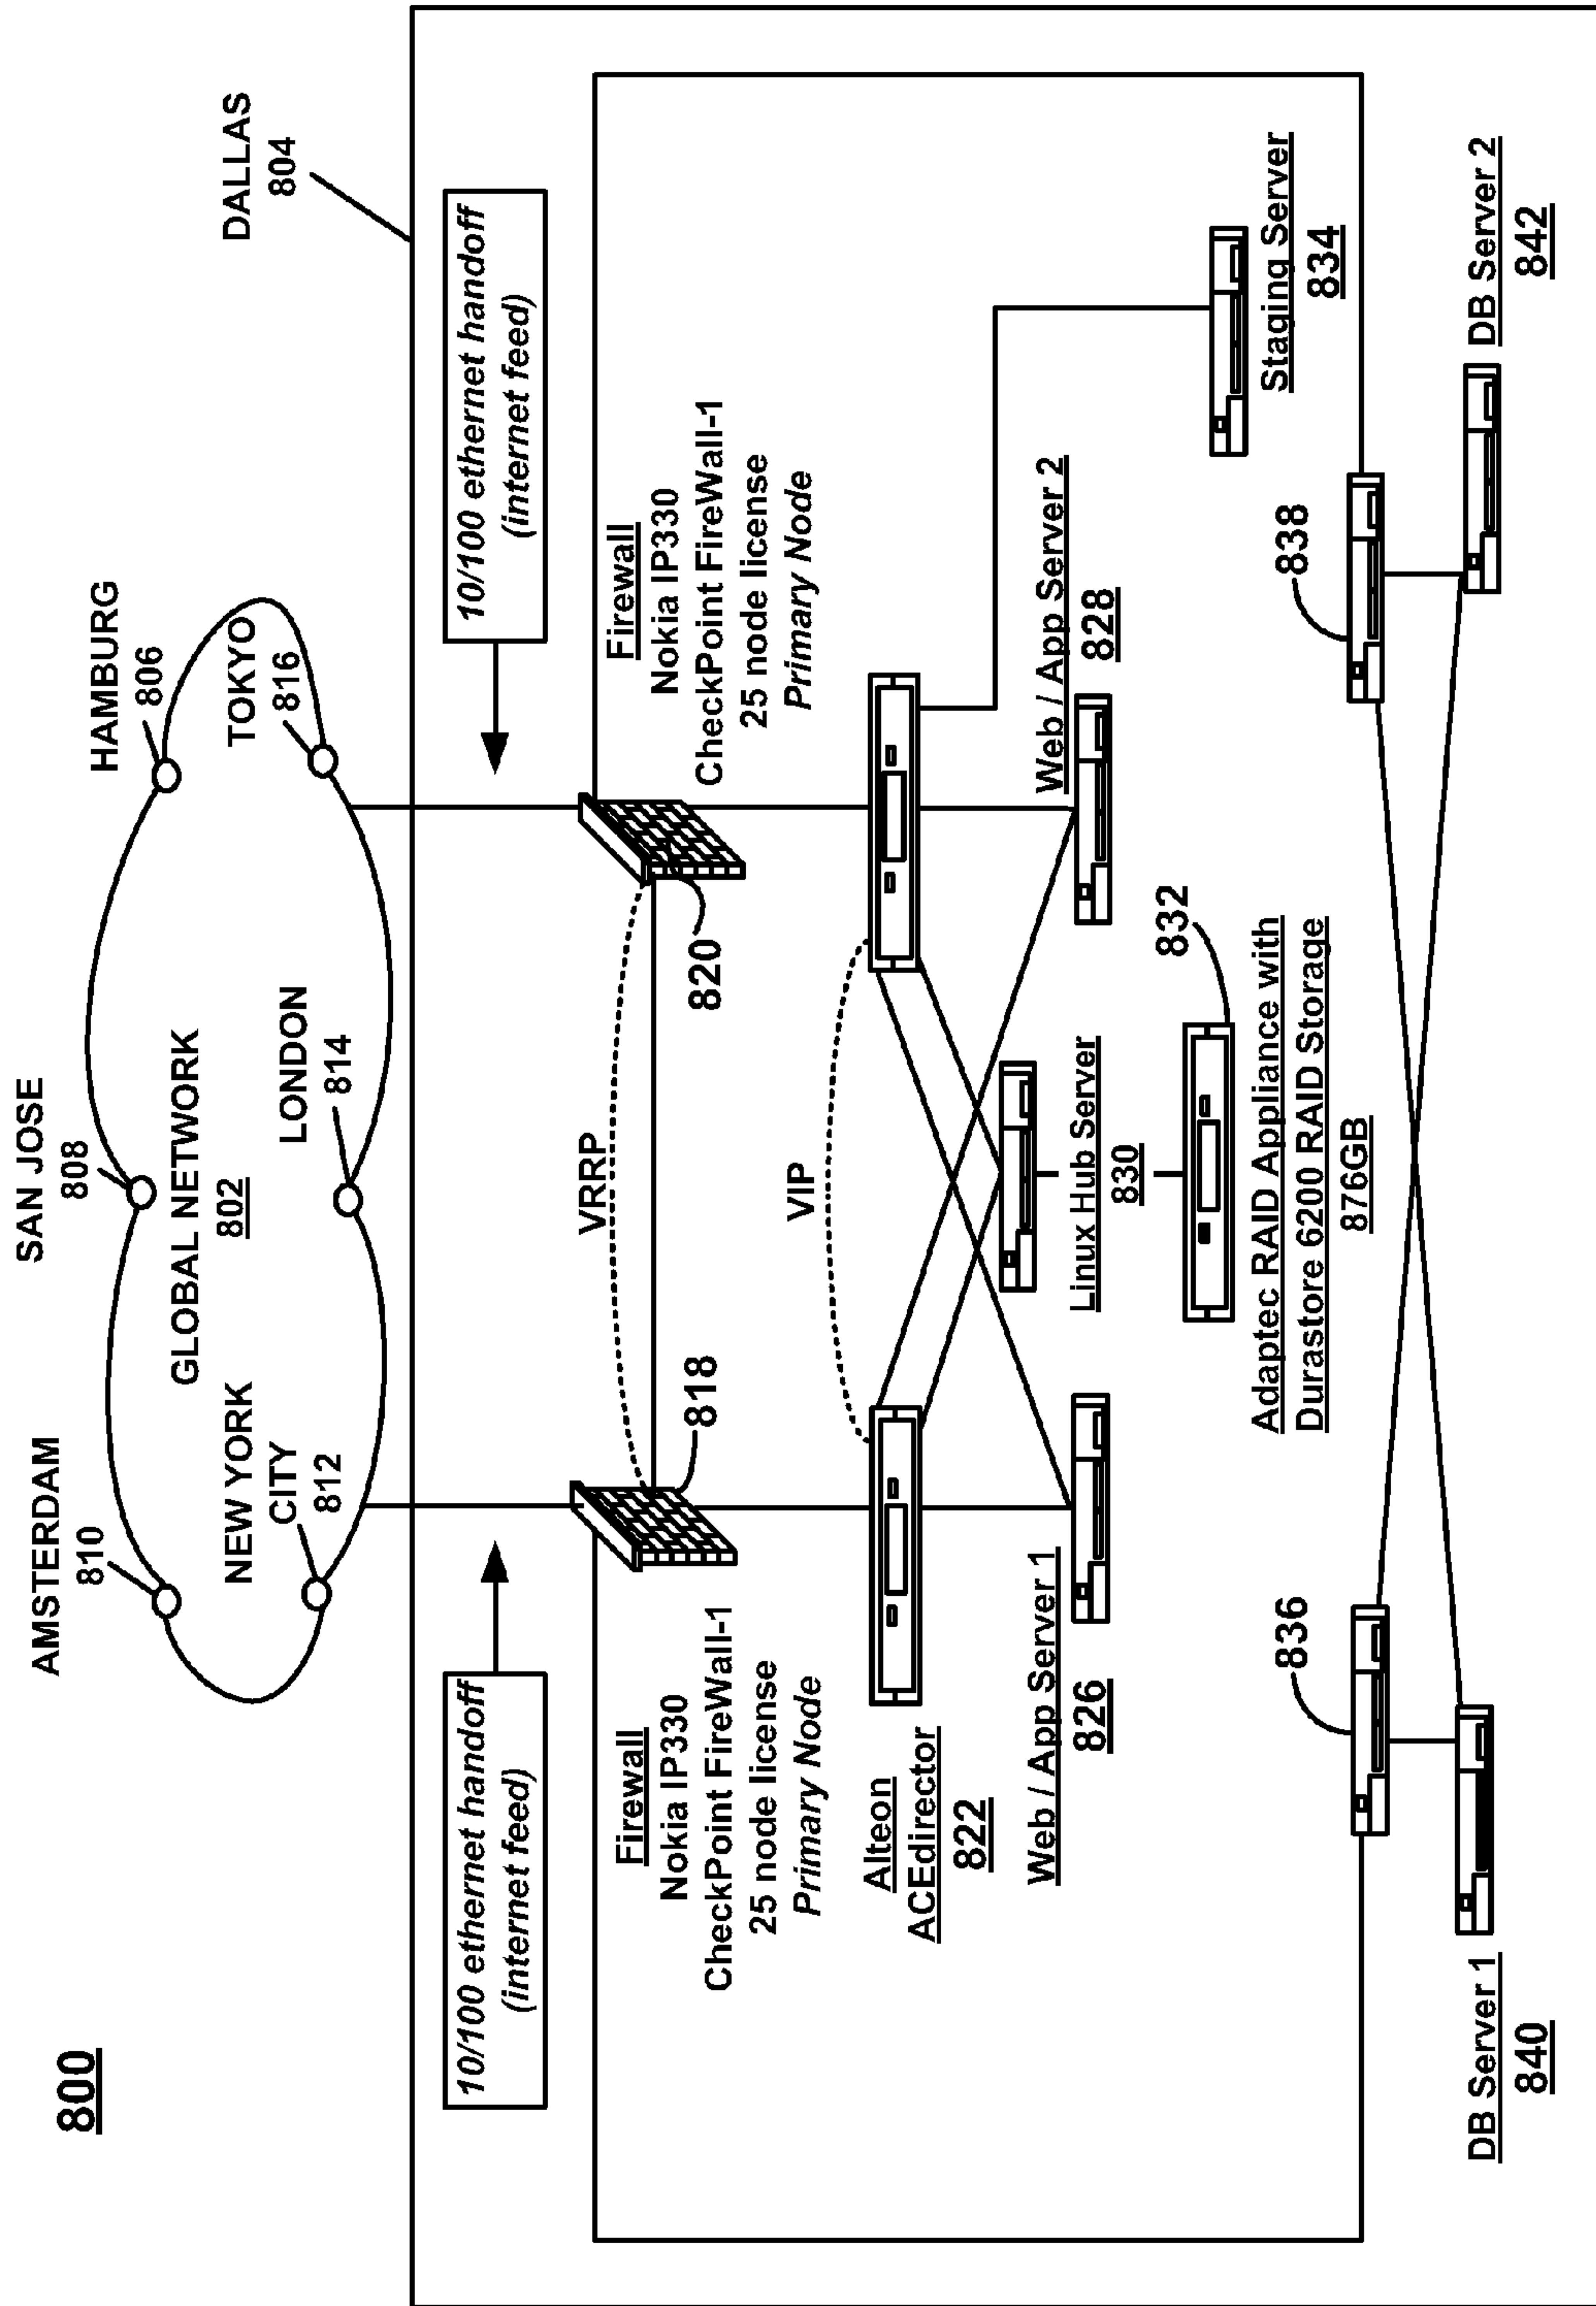 800
SAN JOSE
808
AMSTERDAM
810
HAMBURG
806
GLOBAL NETWORK
802
NEW YORK
CITY
812
LONDON
814
TOKYO
816
DALLAS
804
10/100 ethernet handoff
(internet feed)
10/100 ethernet handoff
(internet feed)
Firewall
Nokia IP330
CheckPoint FireWall-1
25 node license
Primary Node
818
VRRP
820
Firewall
Nokia IP330
CheckPoint FireWall-1
25 node license
Primary Node
Alteon
ACEdirector
822
VIP
Web / App Server 1
826
Linux Hub Server
830
Web / App Server 2
828
832
Adaptec RAID Appliance with
Durastore 6200 RAID Storage
876GB
Staging Server
834
836
838
DB Server 1
840
DB Server 2
842